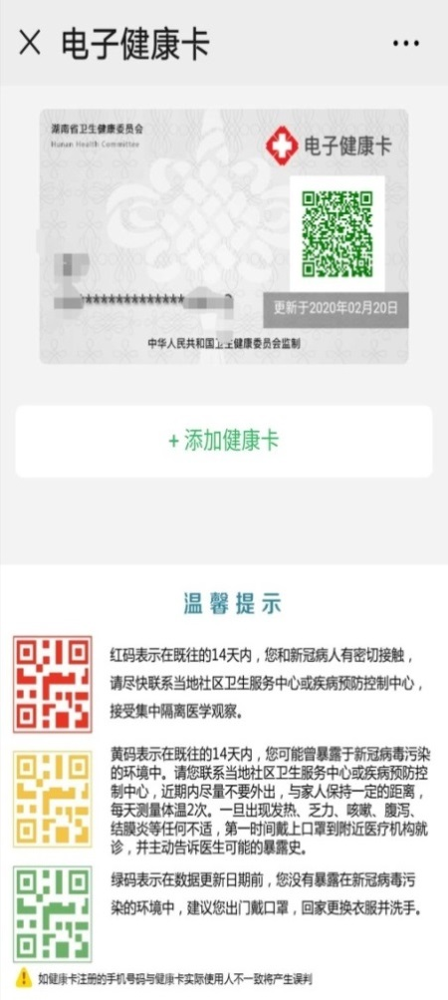 电子健康卡
湖南省卫生健康委员会
Hunan Health Committee
电子健康卡
*************
更新于2020年02月20日
中华人民共和国卫生健康委员会监制
+ 添加健康卡
温馨提示
红码表示在既往的14天内，您和新冠病人有密切接触，
请尽快联系当地社区卫生服务中心或疾病预防控制中心，
接受集中隔离医学观察。
黄码表示在既往的14天内，您可能曾暴露于新冠病毒污染
的环境中。请您联系当地社区卫生服务中心或疾病预防控
制中心，近期内尽量不要外出，与家人保持一定的距离，
每天测量体温2次。一旦出现发热、乏力、咳嗽、腹泻、
结膜炎等任何不适，第一时间戴上口罩到附近医疗机构就
诊，并主动告诉医生可能的暴露史。
绿码表示在数据更新日期前，您没有暴露在新冠病毒污
染的环境中，建议您出门戴口罩，回家更换衣服并洗手。
如健康卡注册的手机号码与健康卡实际使用人不一致将产生误判